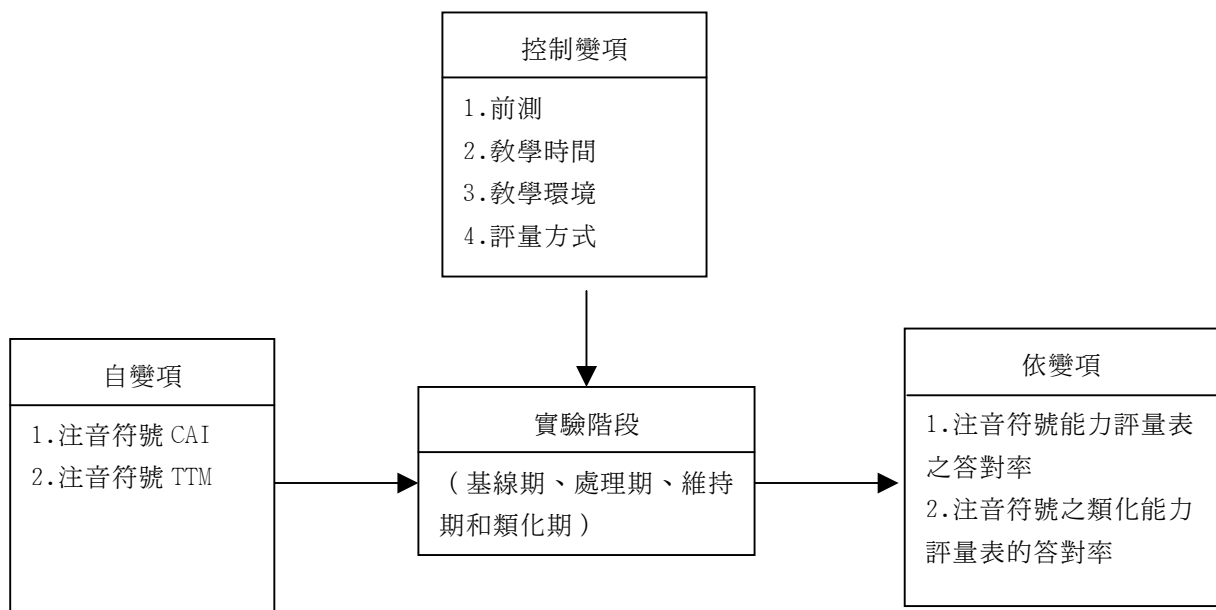 控制變項
1.前測
2.教學時間
3.教學環境
4.評量方式
自變項
1.注音符號 CAI
2.注音符號 TTM
實驗階段
（基線期、處理期、維持
期和類化期）
依變項
1.注音符號能力評量表
之答對率
2.注音符號之類化能力
評量表的答對率